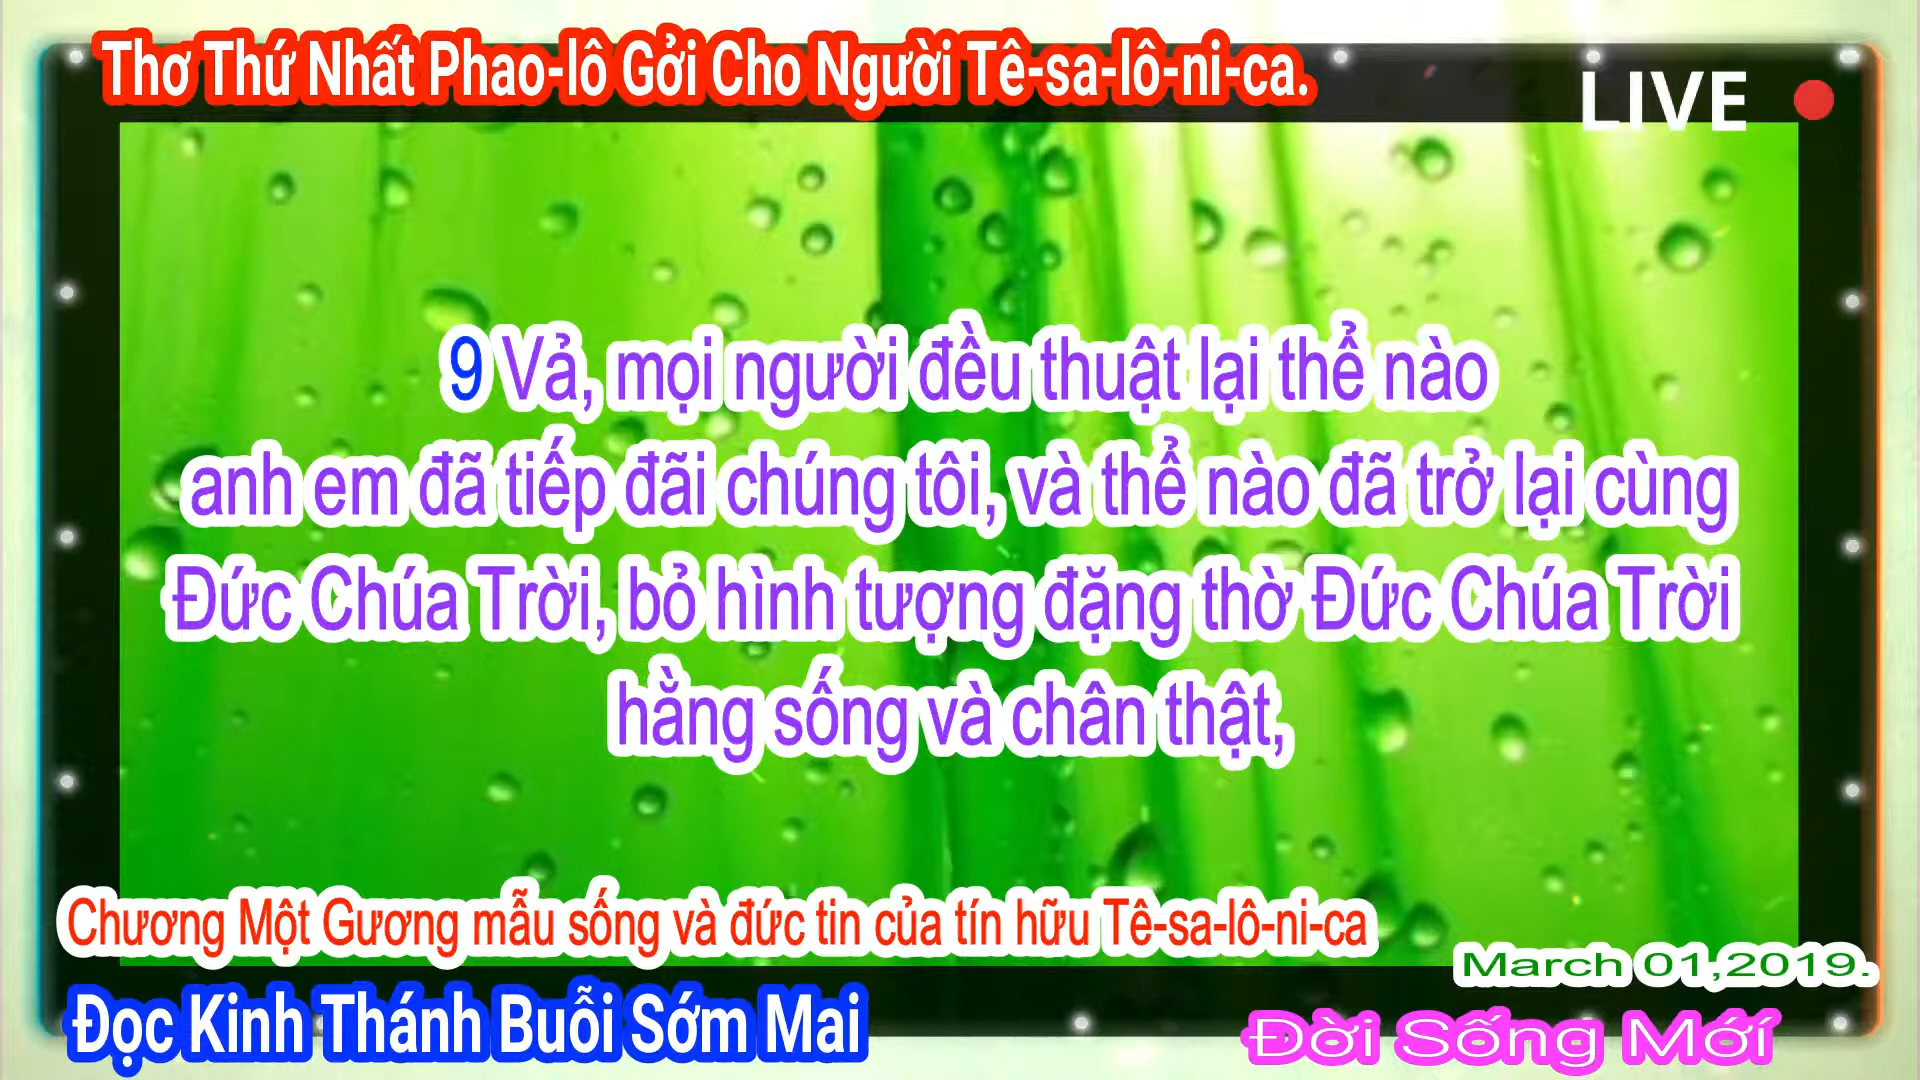 Thơ Thứ Nhất Phao-lô Gởi Cho Người Tê-sa-lô-ni-ca.
LIVE
9 Vả, mọi người đều thuật lại thể nào
anh em đã tiếp đãi chúng tôi, và thể nào đã trở lại cùng
Đức Chúa Trời, bỏ hình tượng đặng thờ Đức Chúa Trời
hằng sống và chân thật,
Chương Một Gương mẫu sống và đức tin của tín hữu Tê-sa-lô-ni-ca
March 01,2019.
Đọc Kinh Thánh Buỗi Sớm Mai
Đời Sống Mới